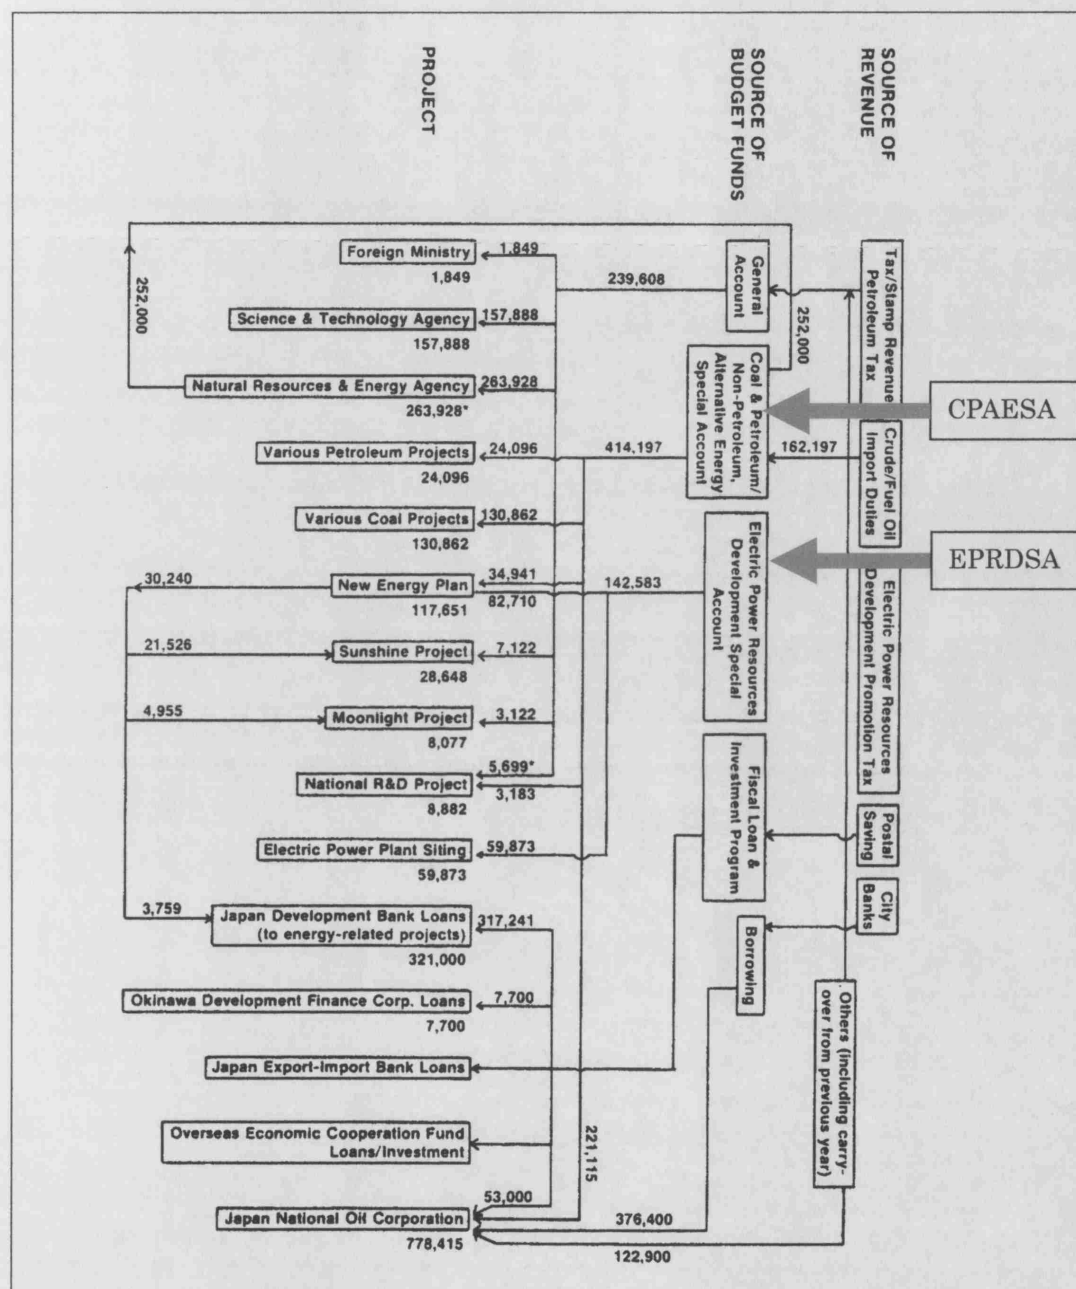 SOURCE OF
REVENUE
SOURCE OF
BUDGET FUNDS
PROJECT
Tax/Stamp Revenue
Petroleum Tax
Crude/Fuel Oil
Import Duties
Electric Power Resources
Development Promotion Tax
Postal
Saving
City
Banks
Others (including carry-
over from previous year)
General
Account
Coal & Petroleum/
Non-Petroleum,
Alternative Energy
Special Account
Electric Power Resources
Development Special
Account
Fiscal Loan &
Investment Program
Borrowing
CPAESA
EPRDSA
252,000
162,197
239,608
414,197
142,583
252,000
Foreign Ministry
1,849
1,849
Science & Technology Agency
157,888
157,888
Natural Resources & Energy Agency
263,928
263,928*
Various Petroleum Projects
24,096
24,096
Various Coal Projects
130,862
130,862
30,240
New Energy Plan
34,941
82,710
117,651
21,526
Sunshine Project
7,122
28,648
4,955
Moonlight Project
3,122
8,077
National R&D Project
5,699*
3,183
8,882
Electric Power Plant Siting
59,873
59,873
3,759
Japan Development Bank Loans
(to energy-related projects)
317,241
321,000
Okinawa Development Finance Corp. Loans
7,700
7,700
Japan Export-Import Bank Loans
Overseas Economic Cooperation Fund
Loans/Investment
221,115
53,000
Japan National Oil Corporation
376,400
778,415
122,900